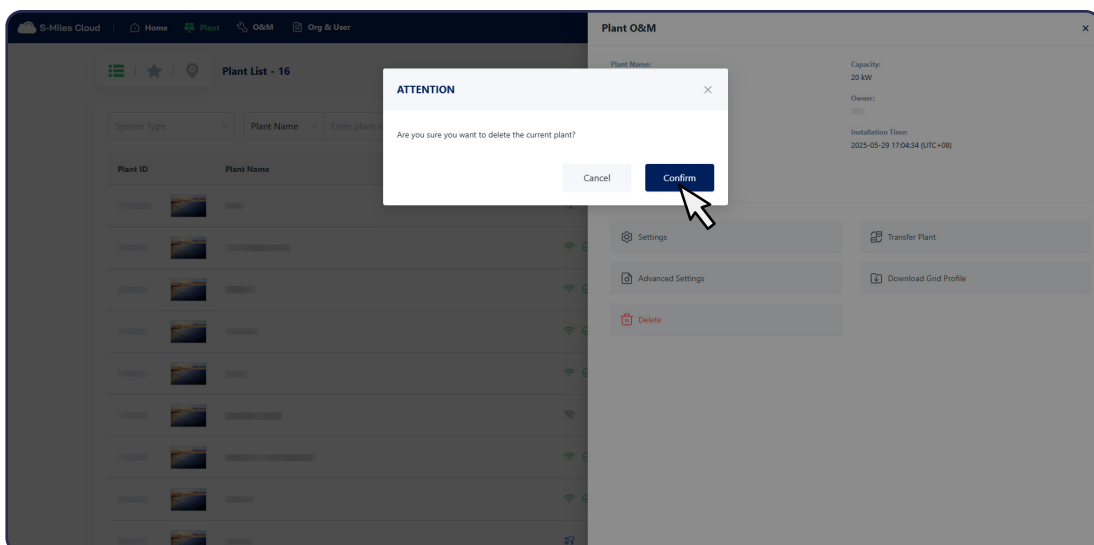 S-Miles Cloud Home Plant O&M Org & User
Plant List - 16
System Type Plant Name Enter plant n
Plant ID Plant Name
ATTENTION
Are you sure you want to delete the current plant?
Cancel Confirm
Plant O&M
Plant Name: Capacity:
20 kW
Owner:
Installation Time:
2025-05-29 17:04:34 (UTC+08)
Settings Transfer Plant
Advanced Settings Download Grid Profile
Delete